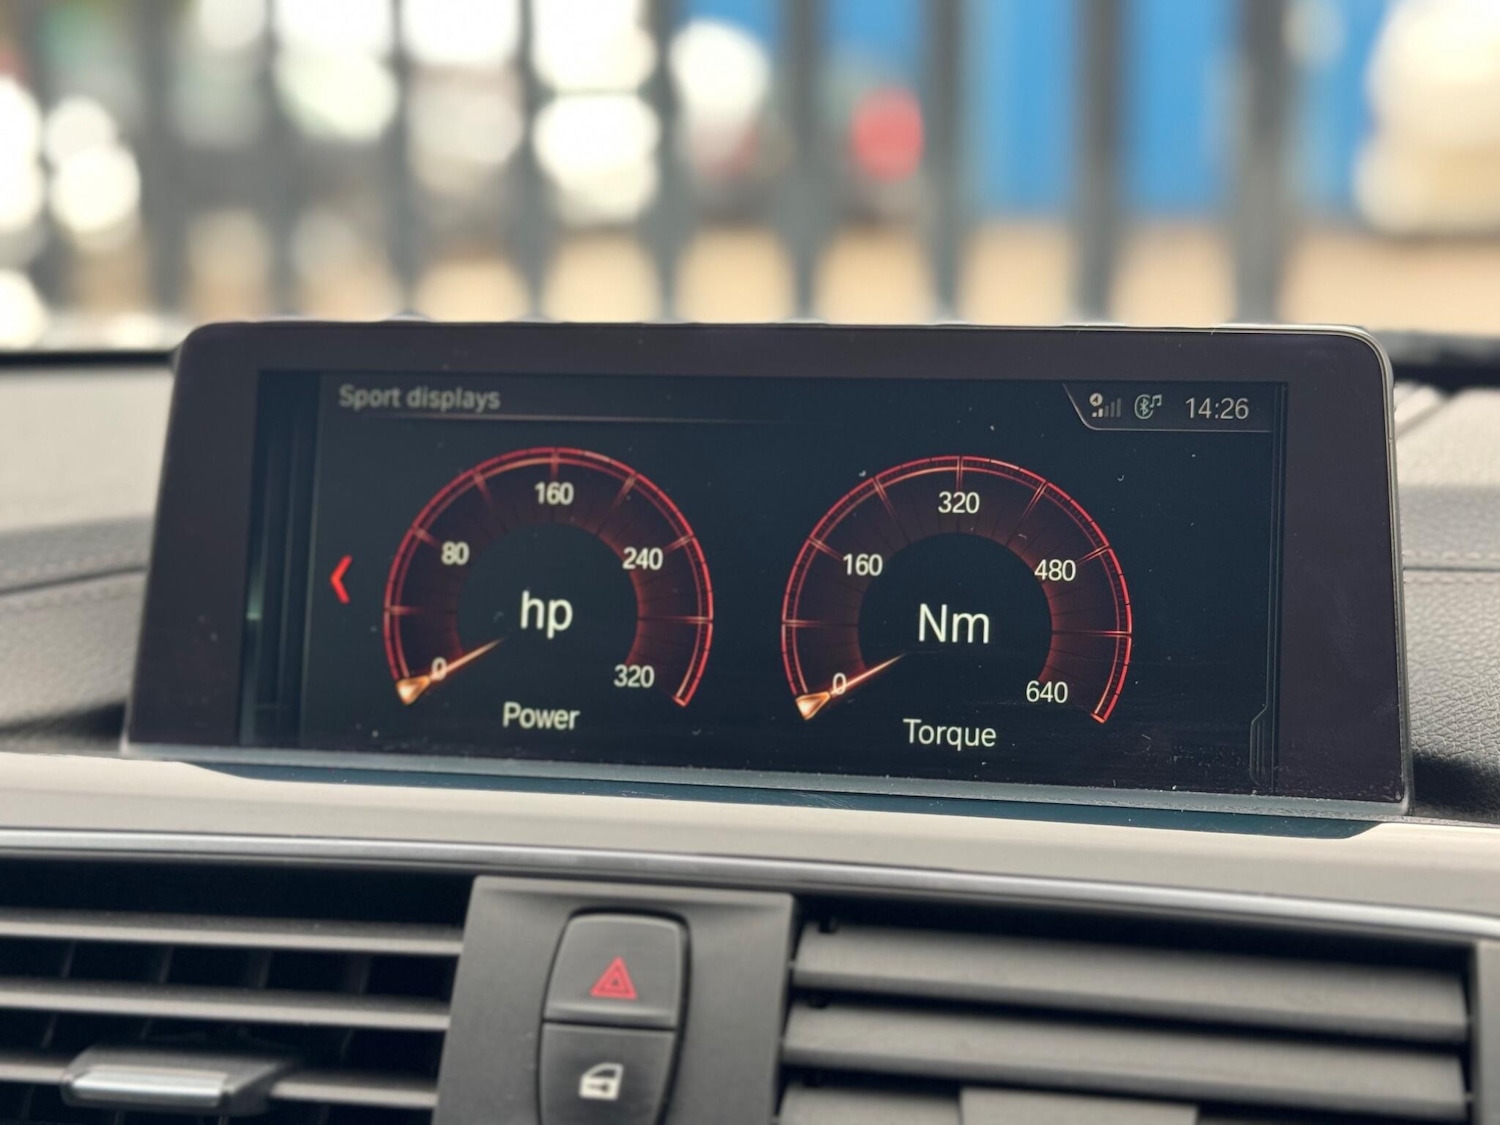 Sport displays
14:26
160
80
240
hp
0
320
Power
320
160
480
Nm
0
640
Torque